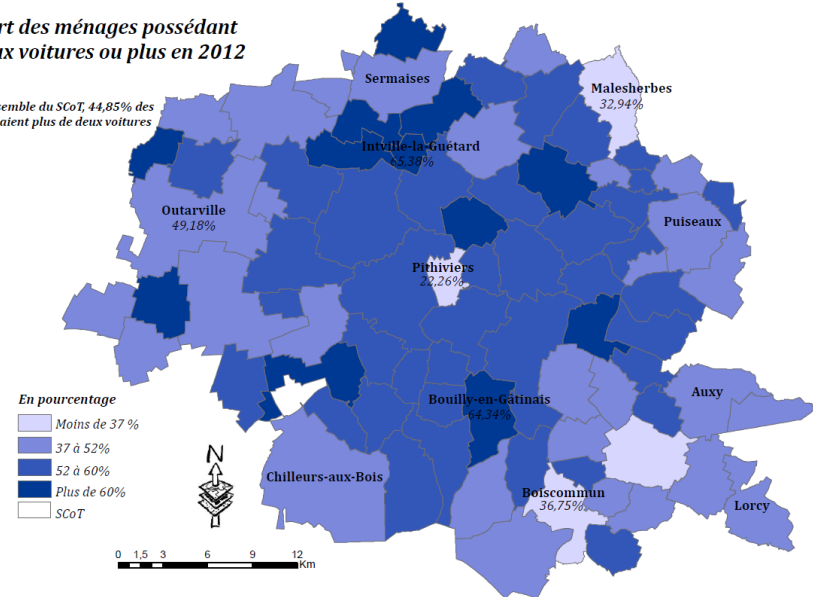 rt des ménages possédant
ux voitures ou plus en 2012
semble du SCoT, 44,85% des
aient plus de deux voitures
Sermaises
Malesherbes
32,94%
Intville-la-Guétard
65,38%
Outarville
49,18%
Puiseaux
Pithiviers
22,26%
Auxy
Bouilly-en-Gâtinais
64,34%
Chilleurs-aux-Bois
Boiscommun
36,75%
Lorcy
En pourcentage
Moins de 37 %
37 à 52%
52 à 60%
Plus de 60%
SCoT
N
0 1,5 3 6 9 12
Km